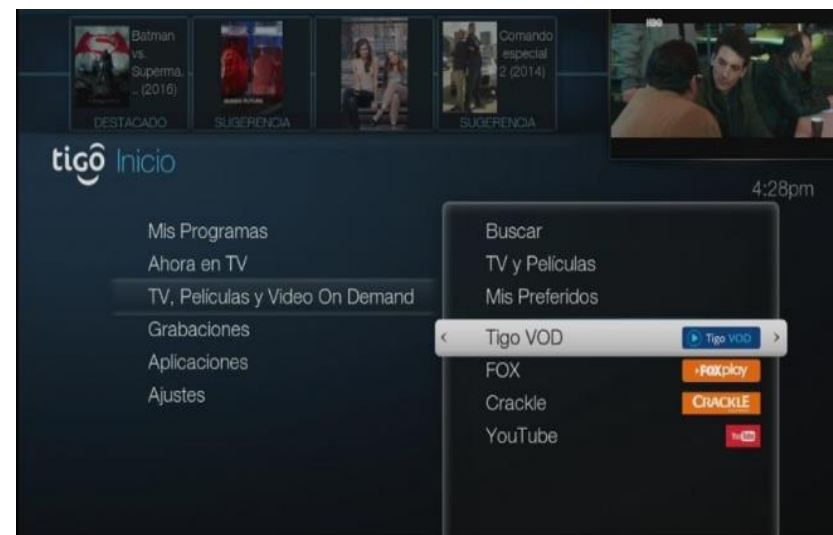 Batman
vs.
Superma.
.. (2016)
DESTACADO
SUGERENCIA
Comando
especial
2 (2014)
SUGERENCIA
HBO
tigo Inicio
4:28pm
Mis Programas
Ahora en TV
TV, Películas y Video On Demand
Grabaciones
Aplicaciones
Ajustes
Buscar
TV y Películas
Mis Preferidos
Tigo VOD Tigo VOD
FOX FOXplay
Crackle CRACKLE
YouTube You Tube